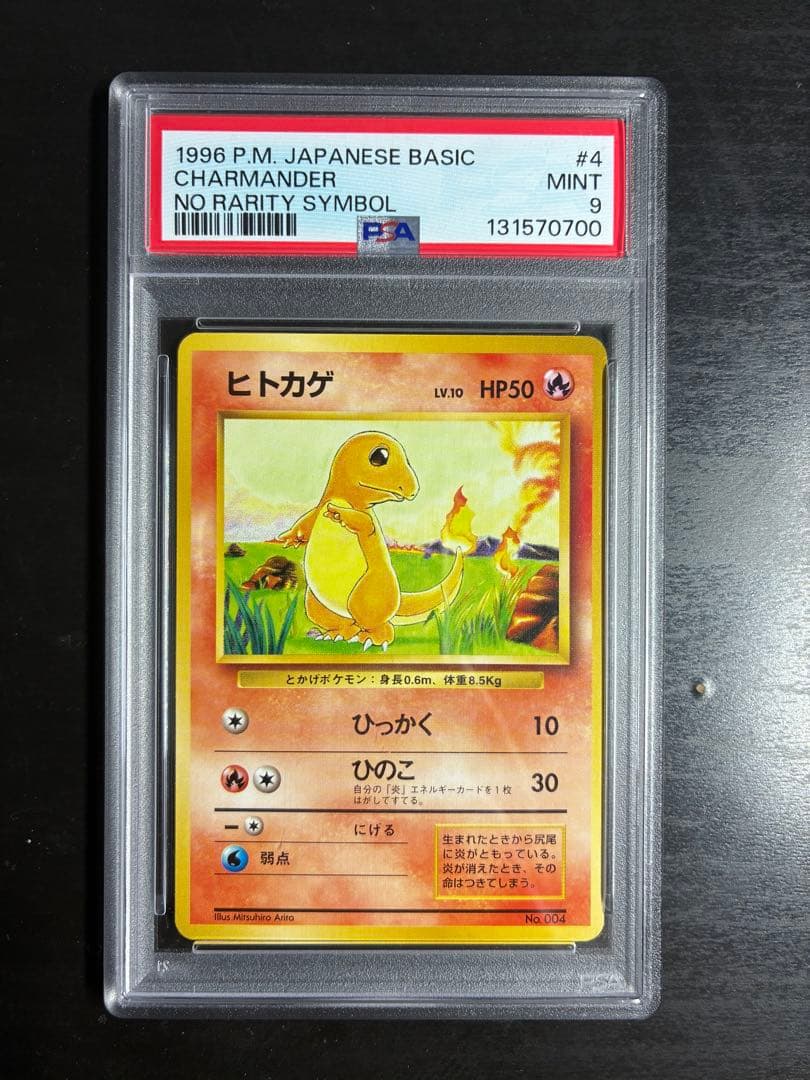 1996 P.M. JAPANESE BASIC #4
CHARMANDER MINT
NO RARITY SYMBOL 9
PSA 131570700
ヒトカゲ LV.10 HP50
とかげポケモン：身長0.6m、体重8.5Kg
ひっかく 10
ひのこ 30
自分の「炎」エネルギーカードを1枚
はがしてすてる。
にげる
弱点
生まれたときから尻尾
に炎がともっている。
炎が消えたとき、その
命はつきてしまう。
Illus Mitsuhiro Arita No. 004
PSA